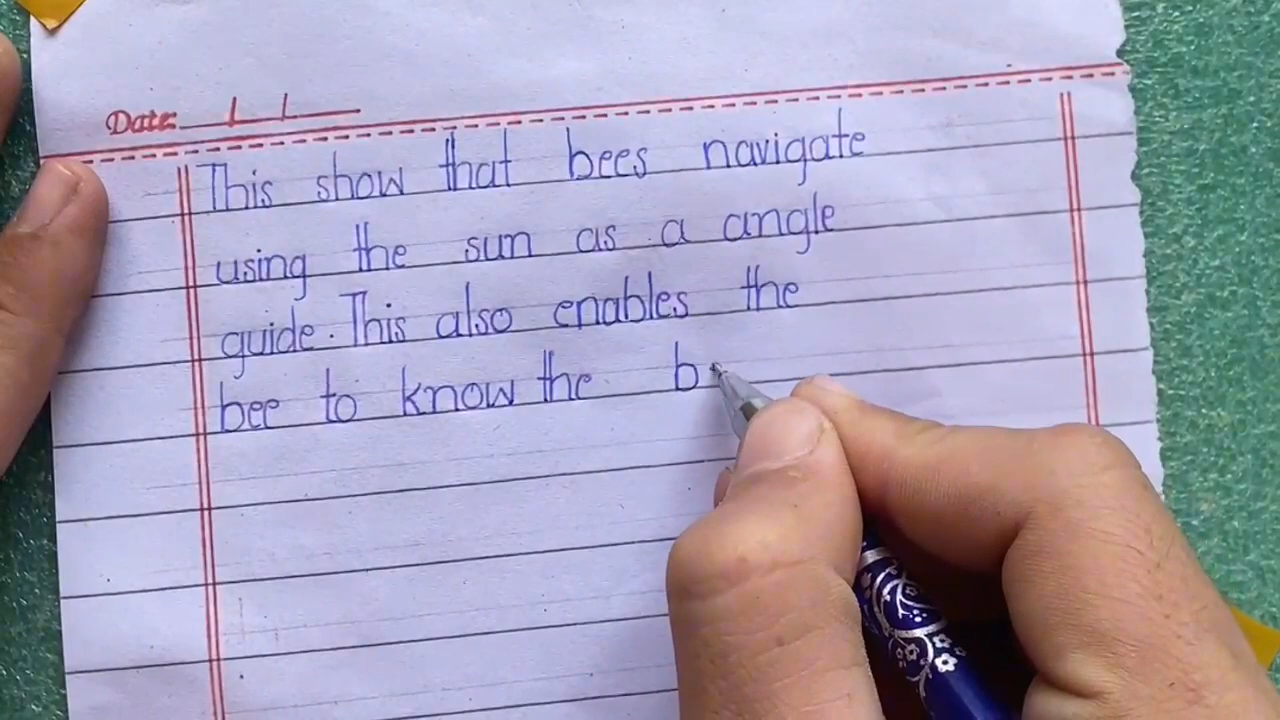 Date:
This show that bees navigate
using the sun as a angle
guide. This also enables the
bee to know the b